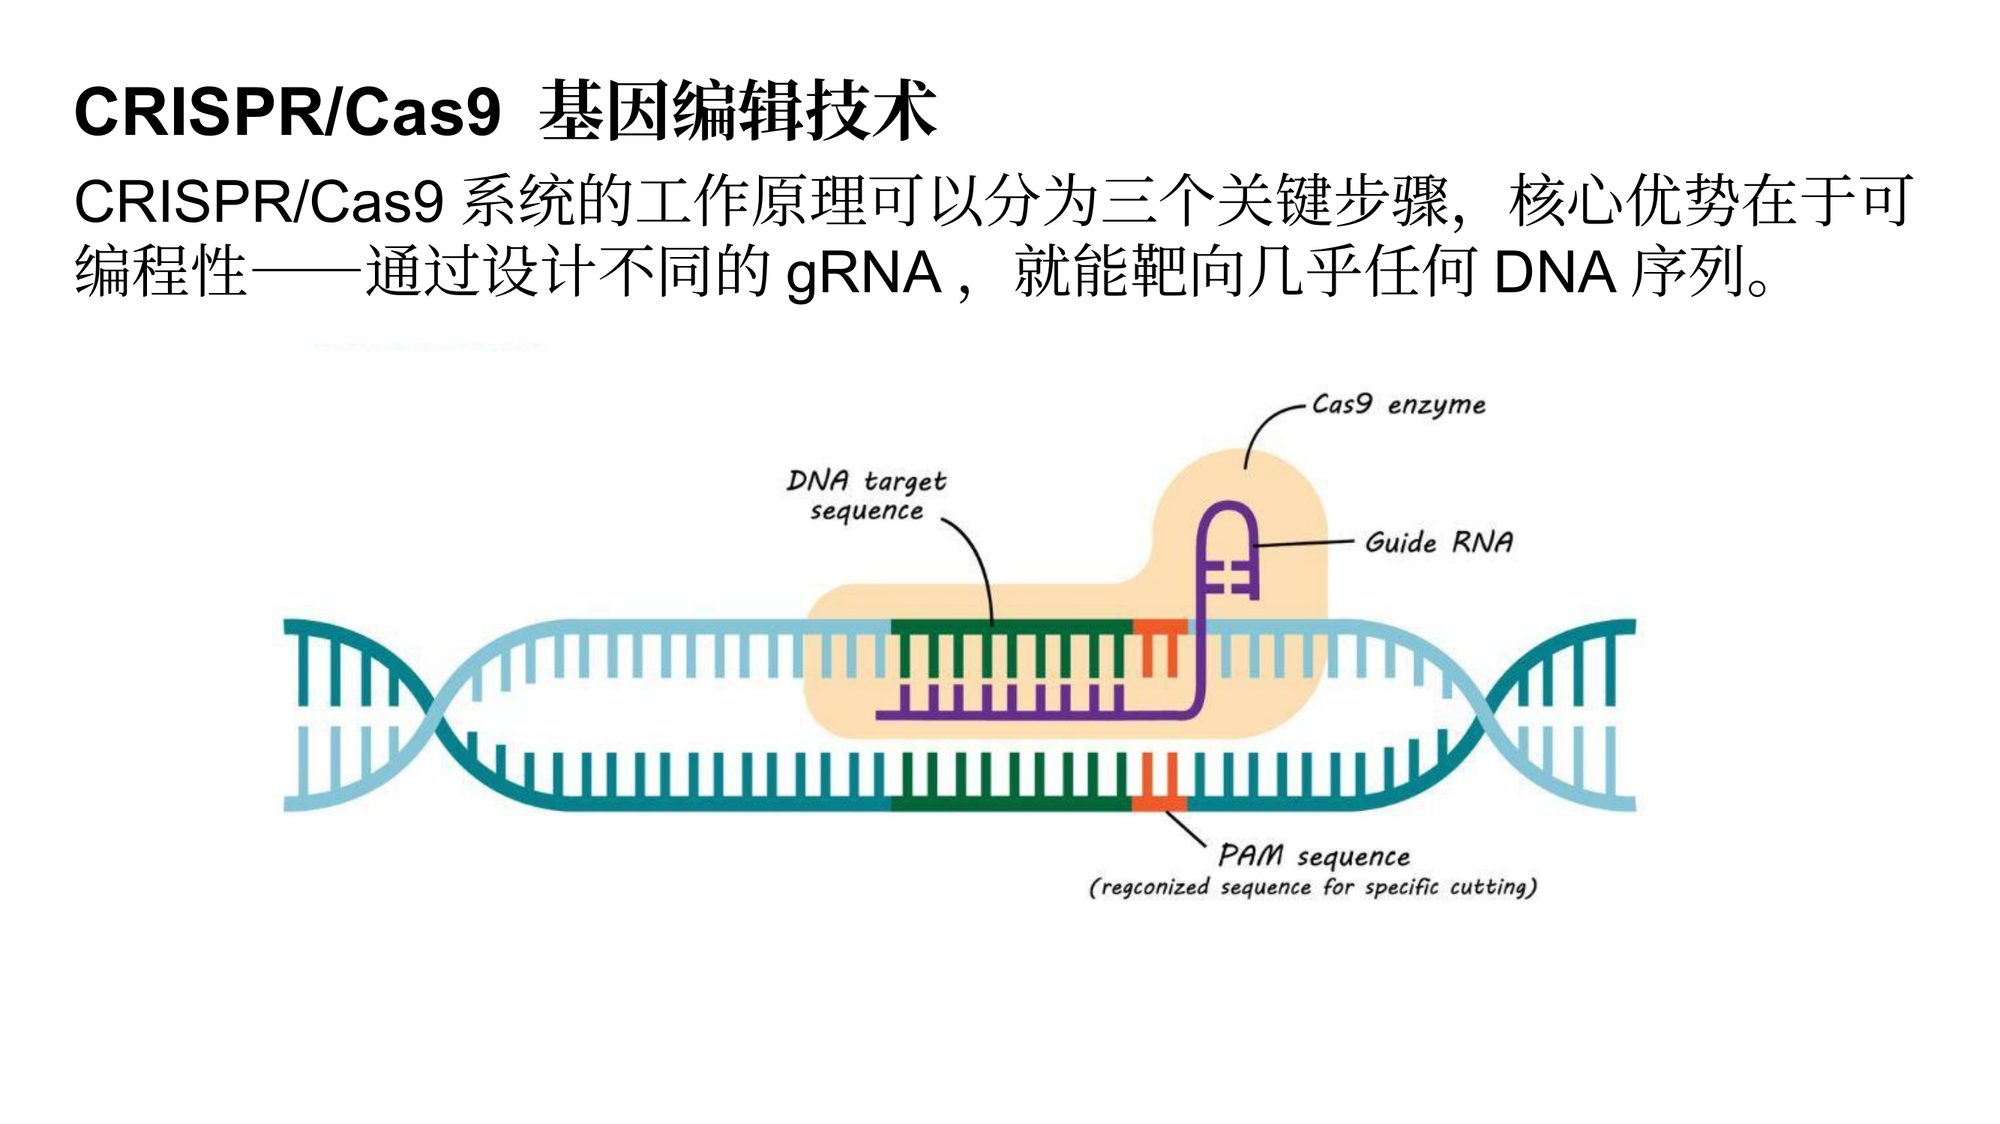 CRISPR/Cas9 基因编辑技术
CRISPR/Cas9 系统的工作原理可以分为三个关键步骤，核心优势在于可
编程性——通过设计不同的 gRNA ，就能靶向几乎任何 DNA 序列。
Cas9 enzyme
DNA target
sequence
Guide RNA
PAM sequence
(regconized sequence for specific cutting)